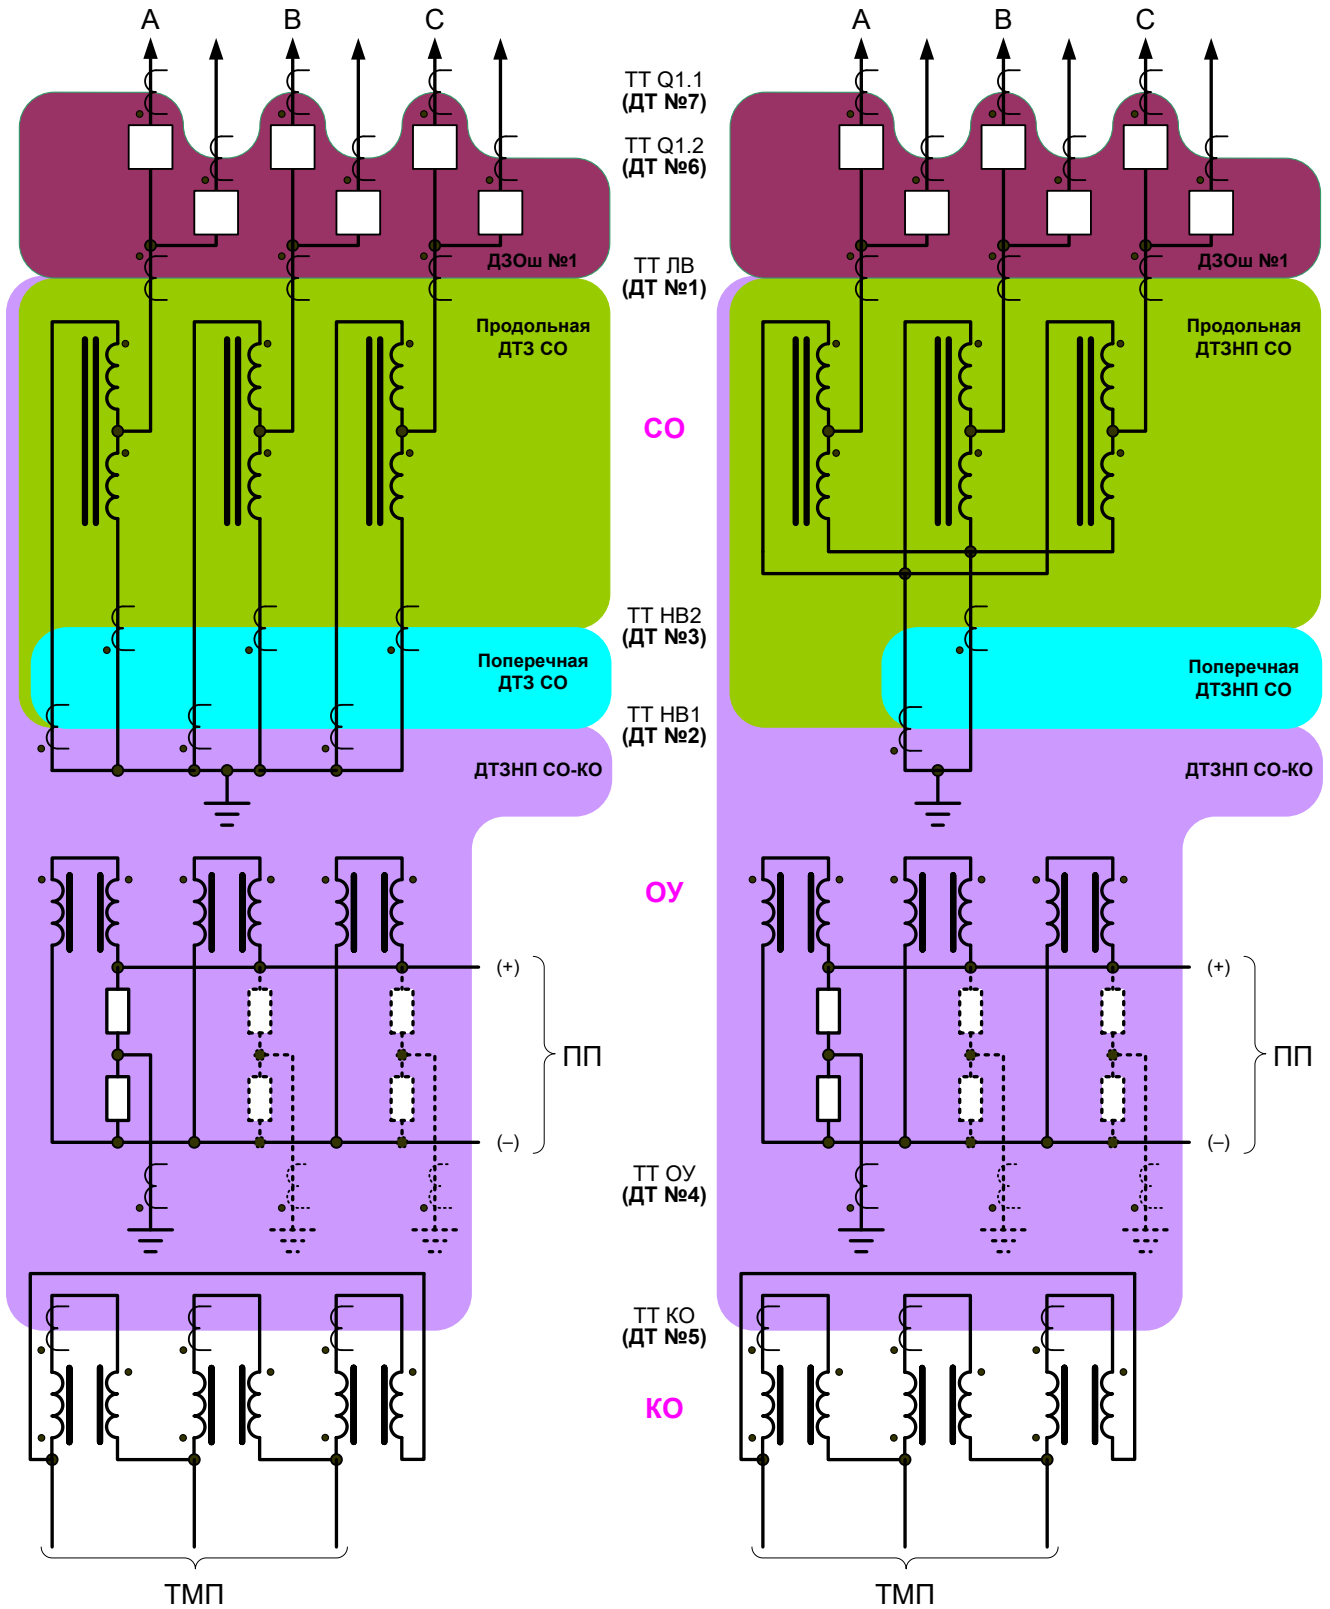 A B C
A B C
ТТ Q1.1
(ДТ №7)
ТТ Q1.2
(ДТ №6)
ДЗОш №1
ТТ ЛВ
(ДТ №1)
ДЗОш №1
Продольная
ДТЗ СО
Продольная
ДТЗНП СО
СО
ТТ НВ2
(ДТ №3)
Поперечная
ДТЗ СО
Поперечная
ДТЗНП СО
ТТ НВ1
(ДТ №2)
ДТЗНП СО-КО
ДТЗНП СО-КО
ОУ
(+)
(+)
ПП
ПП
(–)
(–)
ТТ ОУ
(ДТ №4)
ТТ КО
(ДТ №5)
КО
ТМП
ТМП